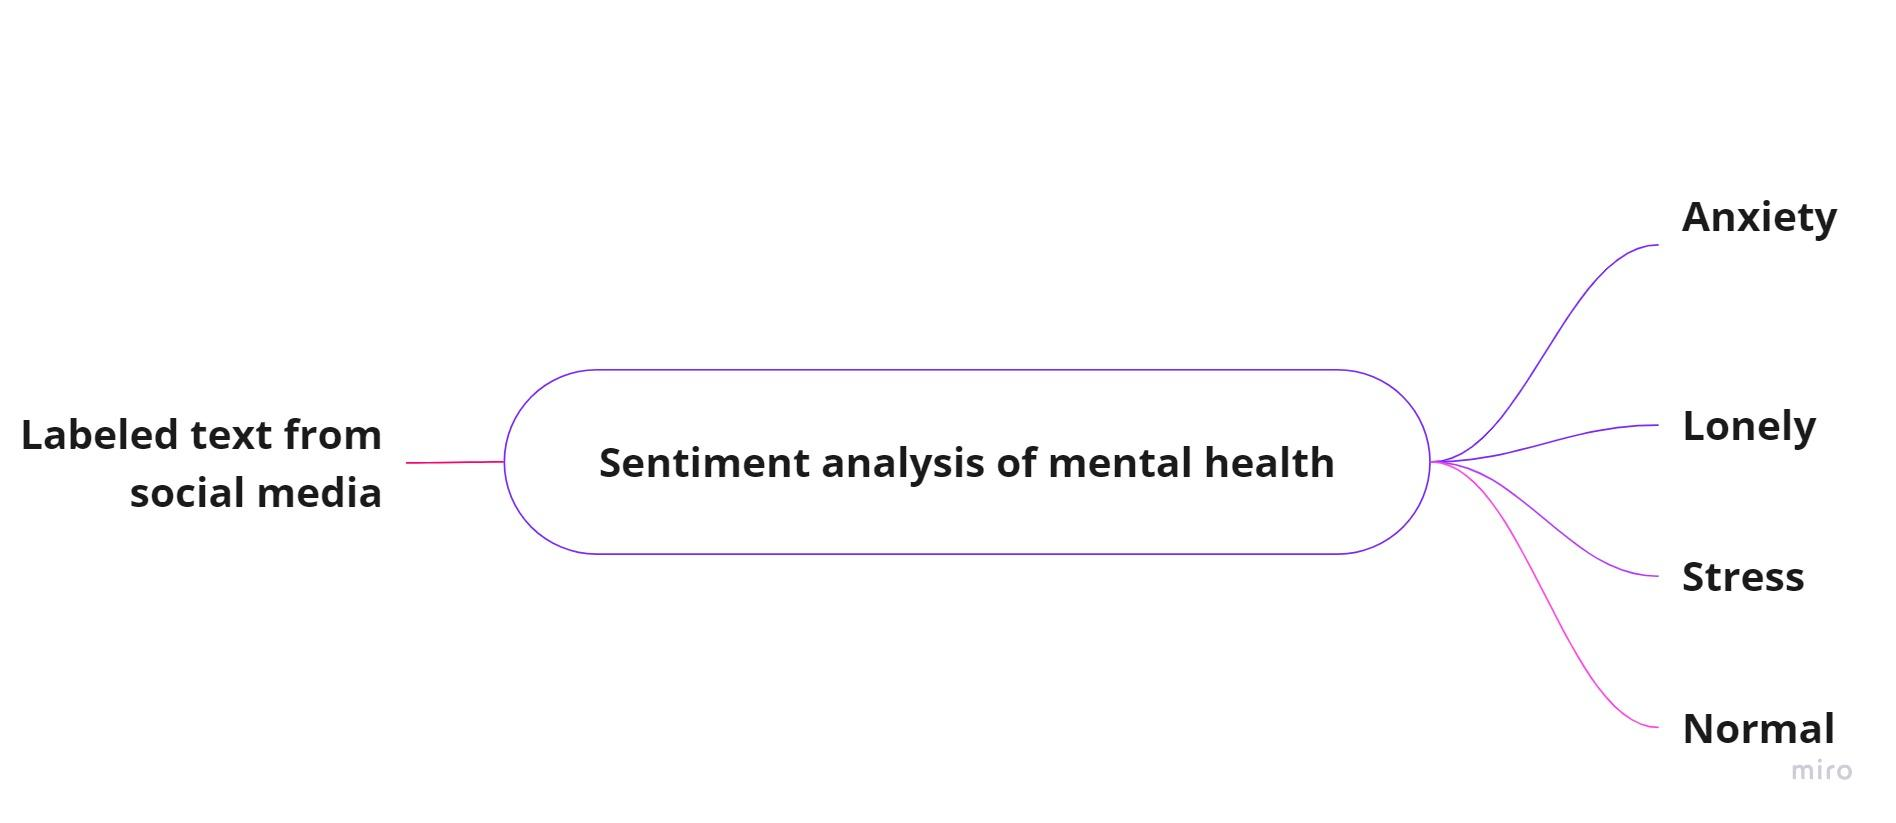 Labeled text from
social media
Sentiment analysis of mental health
Anxiety
Lonely
Stress
Normal
miro